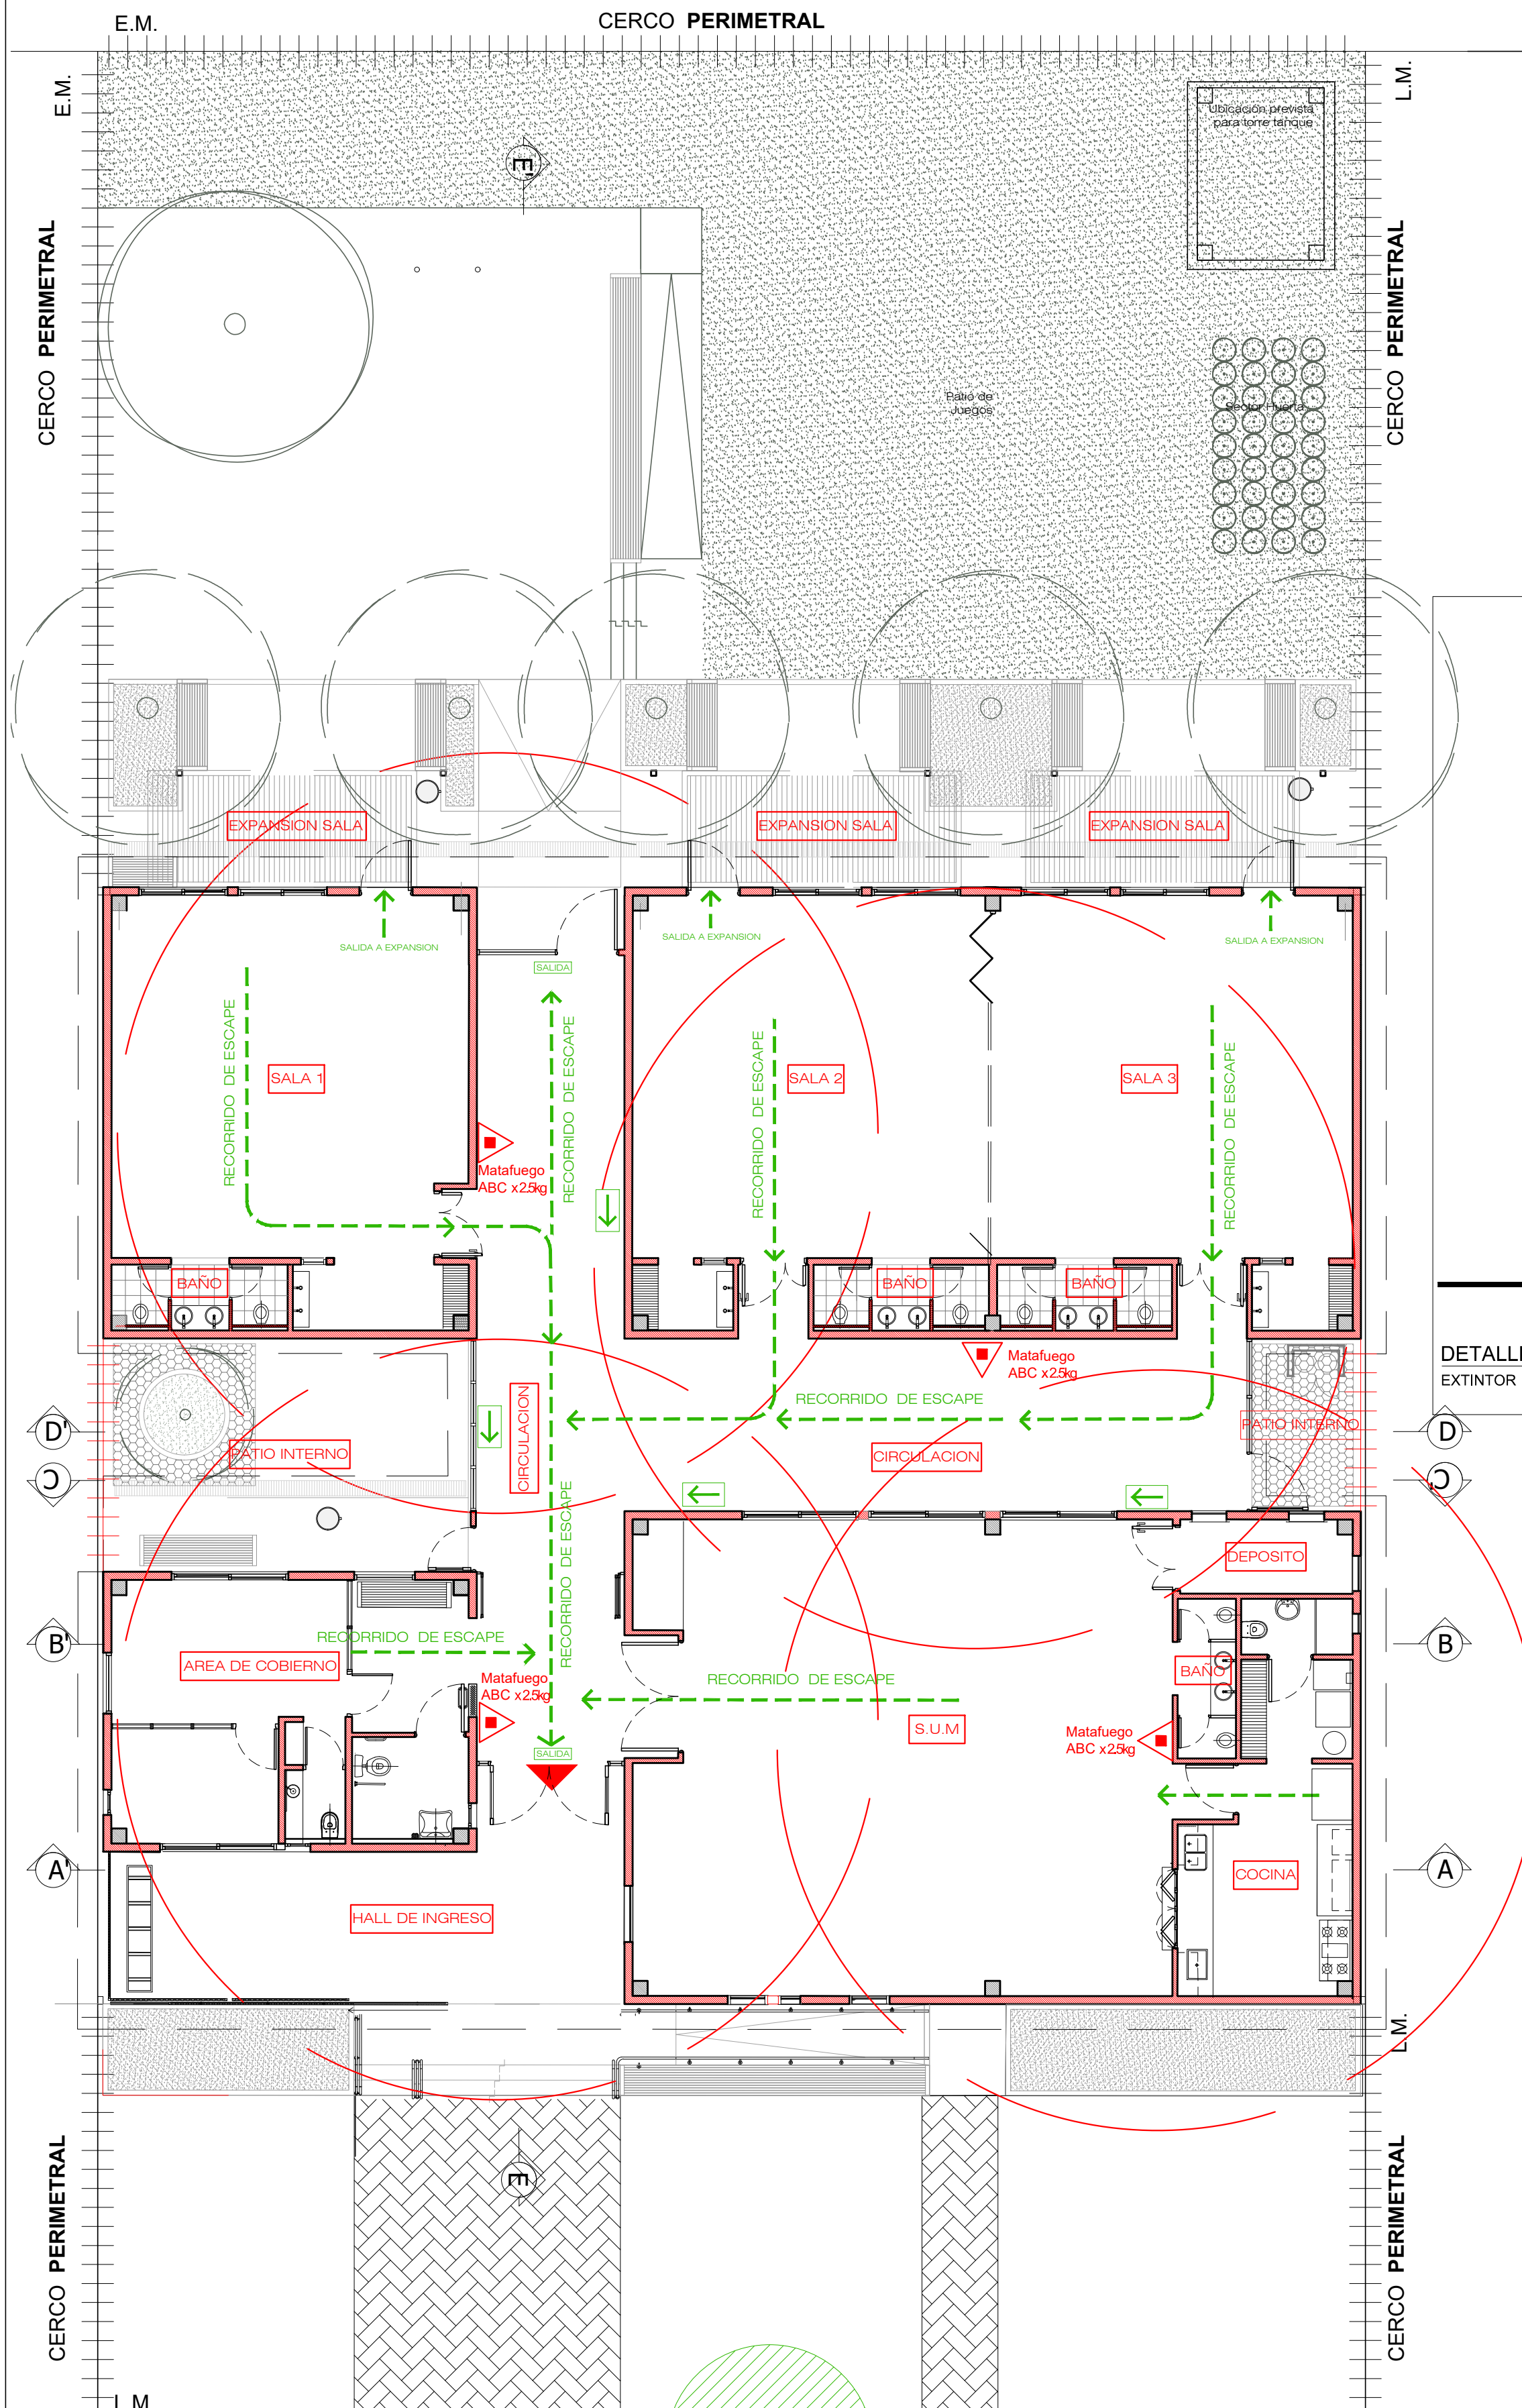 E.M.
CERCO PERIMETRAL
E.M.
L.M.
Ubicación prevista
para torre tanque
E'
CERCO PERIMETRAL
CERCO PERIMETRAL
Patio de
Juegos
Sector Huerta
EXPANSION SALA
EXPANSION SALA
EXPANSION SALA
SALIDA A EXPANSION
SALIDA A EXPANSION
SALIDA A EXPANSION
SALIDA
RECORRIDO DE ESCAPE
RECORRIDO DE ESCAPE
RECORRIDO DE ESCAPE
RECORRIDO DE ESCAPE
SALA 1
SALA 2
SALA 3
Matafuego
ABC x2.5kg
BAÑO
BAÑO
BAÑO
Matafuego
ABC x2.5kg
DETALLE
EXTINTOR
RECORRIDO DE ESCAPE
CIRCULACION
PATIO INTERNO
PATIO INTERNO
CIRCULACION
D'
D
C'
C
RECORRIDO DE ESCAPE
DEPOSITO
B'
B
RECORRIDO DE ESCAPE
AREA DE COBIERNO
Matafuego
ABC x2.5kg
RECORRIDO DE ESCAPE
BAÑO
S.U.M
Matafuego
ABC x2.5kg
SALIDA
A'
A
COCINA
HALL DE INGRESO
L.M.
E
CERCO PERIMETRAL
CERCO PERIMETRAL
L.M.